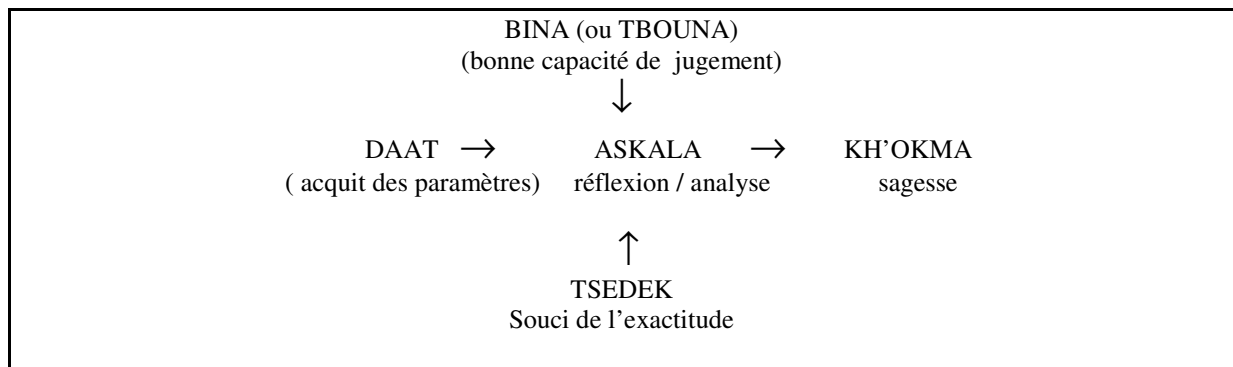 BINA (ou TBOUNA)
(bonne capacité de jugement)
↓
DAAT → ASKALA → KH’OKMA
( acquit des paramètres) réflexion / analyse sagesse
↑
TSEDEK
Souci de l’exactitude